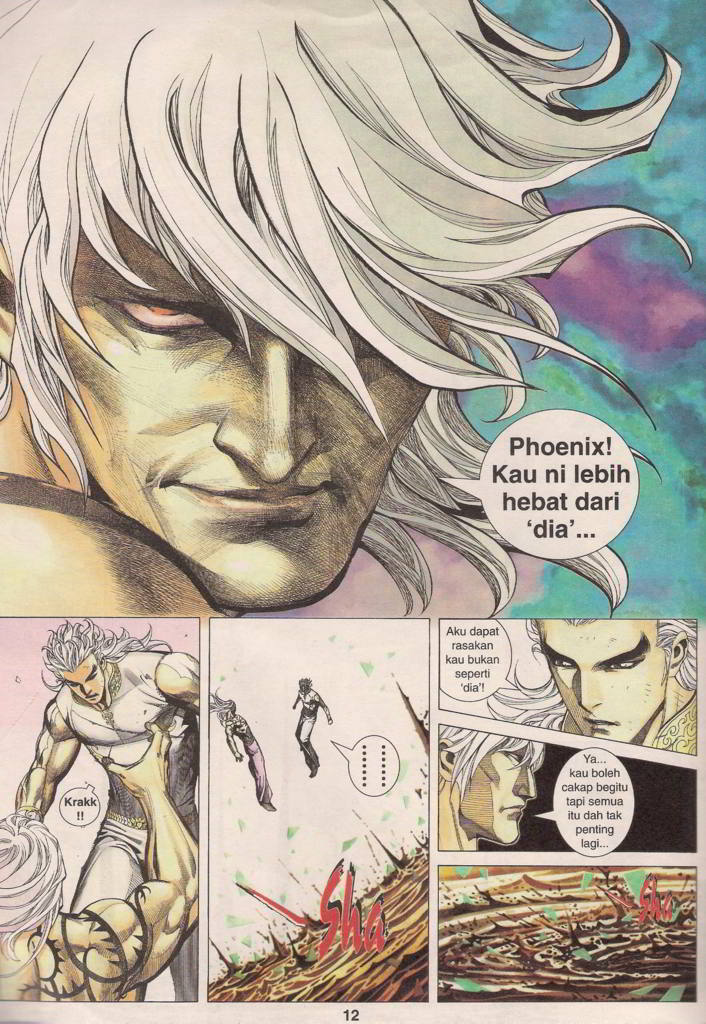 Phoenix!
Kau ni lebih
hebat dari
‘dia’...
Krakk
!!
Sha
Aku dapat
rasakan
kau bukan
seperti
‘dia’!
Ya...
kau boleh
cakap begitu
tapi semua
itu dah tak
penting
lagi...
Sha
12